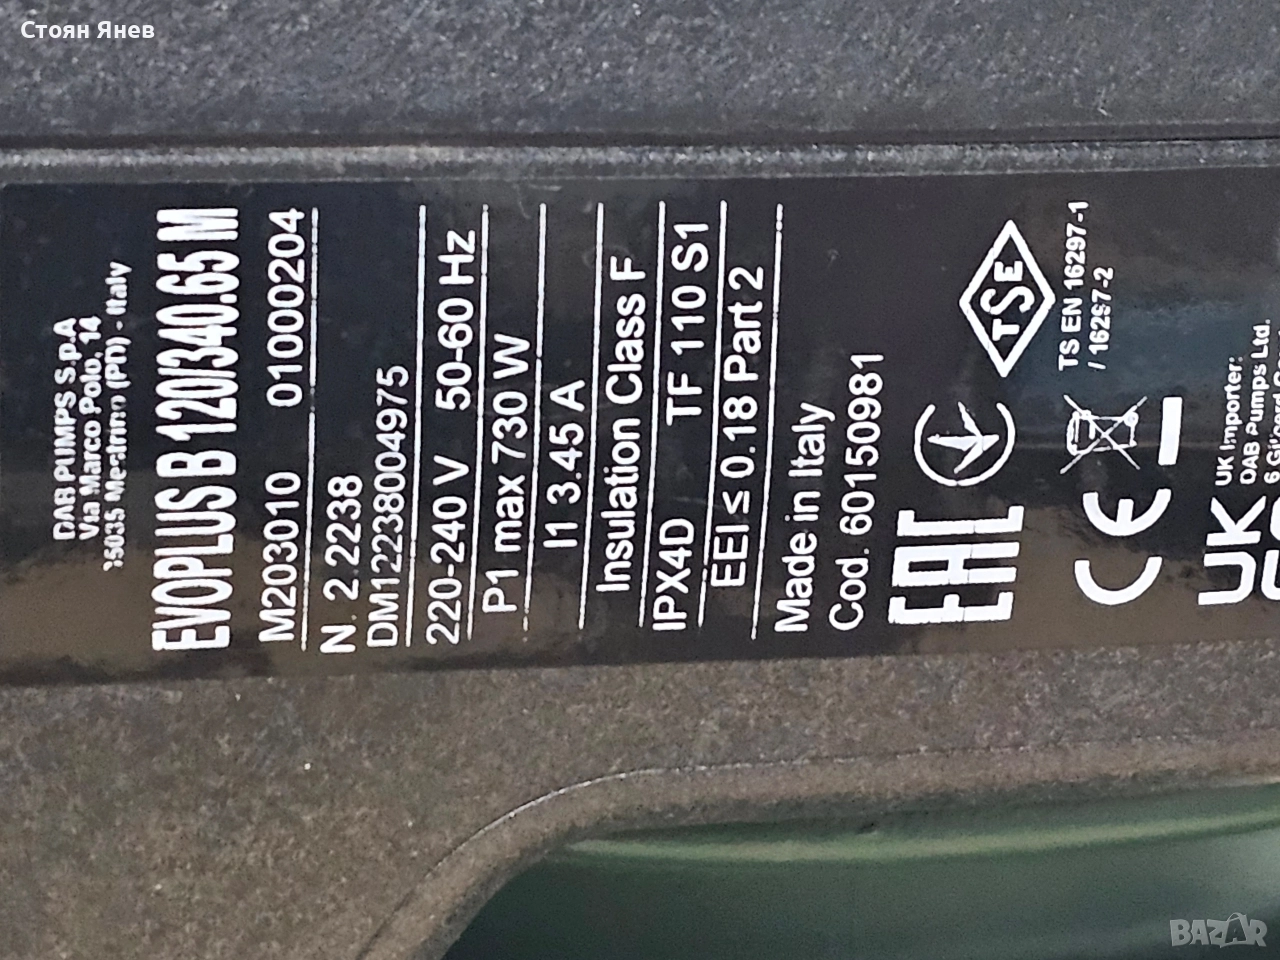 Стоян Янев
DAB PUMPS S.p.A
Via Marco Polo, 14
35035 Mestrino (PD) - Italy
EVOPLUS B 120/340.65 M
M203010 01000204
N. 2.2238
DM12238004975
220-240 V 50-60 Hz
P1 max 730 W
I1 3.45 A
Insulation Class F
IPX4D TF 110 S1
EEI ≤ 0.18 Part 2
Made in Italy
Cod. 60150981
EAC
TSE
TS EN 16297-1
/ 16297-2
CE
UK
UK Importer:
DAB Pumps Ltd.
BAZAR